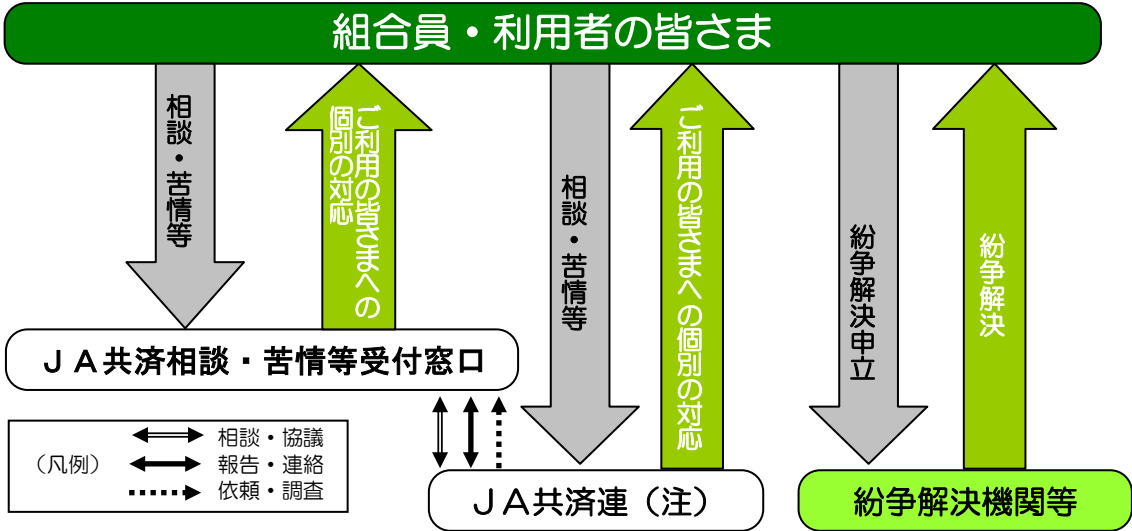 組合員・利用者の皆さま
相談・苦情等
ご利用の皆さまへの
個別の対応
相談・苦情等
ご利用の皆さまへの個別の対応
紛争解決申立
紛争解決
ＪＡ共済相談・苦情等受付窓口
（凡例）
相談・協議
報告・連絡
依頼・調査
ＪＡ共済連（注）
紛争解決機関等